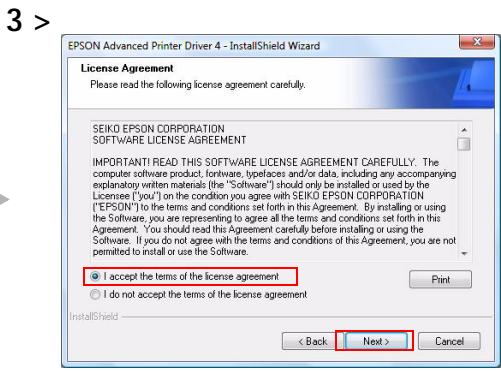 3 >
EPSON Advanced Printer Driver 4 - InstallShield Wizard
License Agreement
Please read the following license agreement carefully.
SEIKO EPSON CORPORATION
SOFTWARE LICENSE AGREEMENT
IMPORTANT! READ THIS SOFTWARE LICENSE AGREEMENT CAREFULLY. The
computer software product, fontware, typefaces and/or data, including any accompanying
explanatory written materials (the "Software") should only be installed or used by the
Licensee ("you") on the condition you agree with SEIKO EPSON CORPORATION
("EPSON") to the terms and conditions set forth in this Agreement. By installing or using
the Software, you are representing to agree all the terms and conditions set forth in this
Agreement. You should read this Agreement carefully before installing or using the
Software. If you do not agree with the terms and conditions of this Agreement, you are not
permitted to install or use the Software.
I accept the terms of the license agreement
Print
I do not accept the terms of the license agreement
InstallShield
< Back
Next >
Cancel